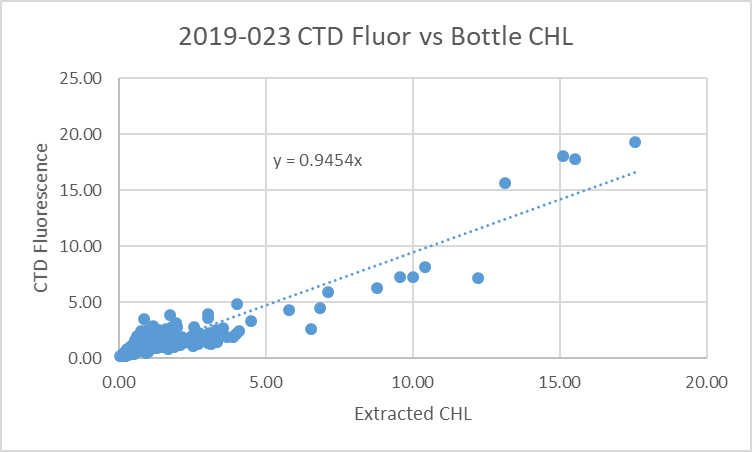 2019-023 CTD Fluor vs Bottle CHL
25.00
20.00
15.00
10.00
5.00
0.00
CTD Fluorescence
y = 0.9454x
0.00 5.00 10.00 15.00 20.00
Extracted CHL